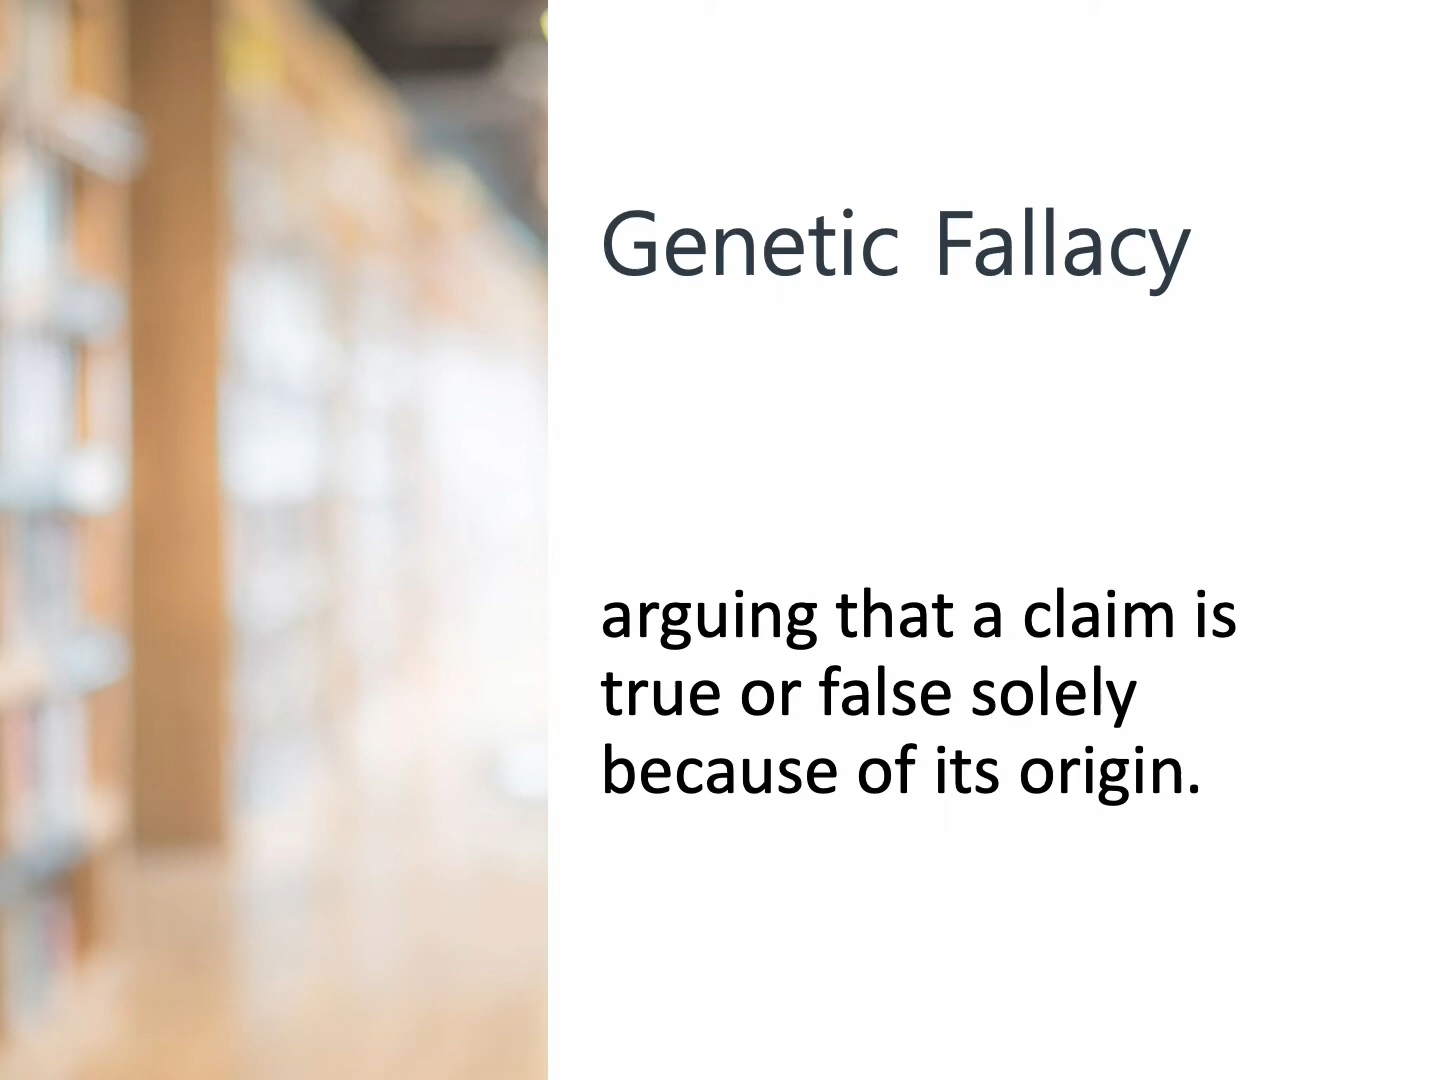 Genetic Fallacy
arguing that a claim is
true or false solely
because of its origin.